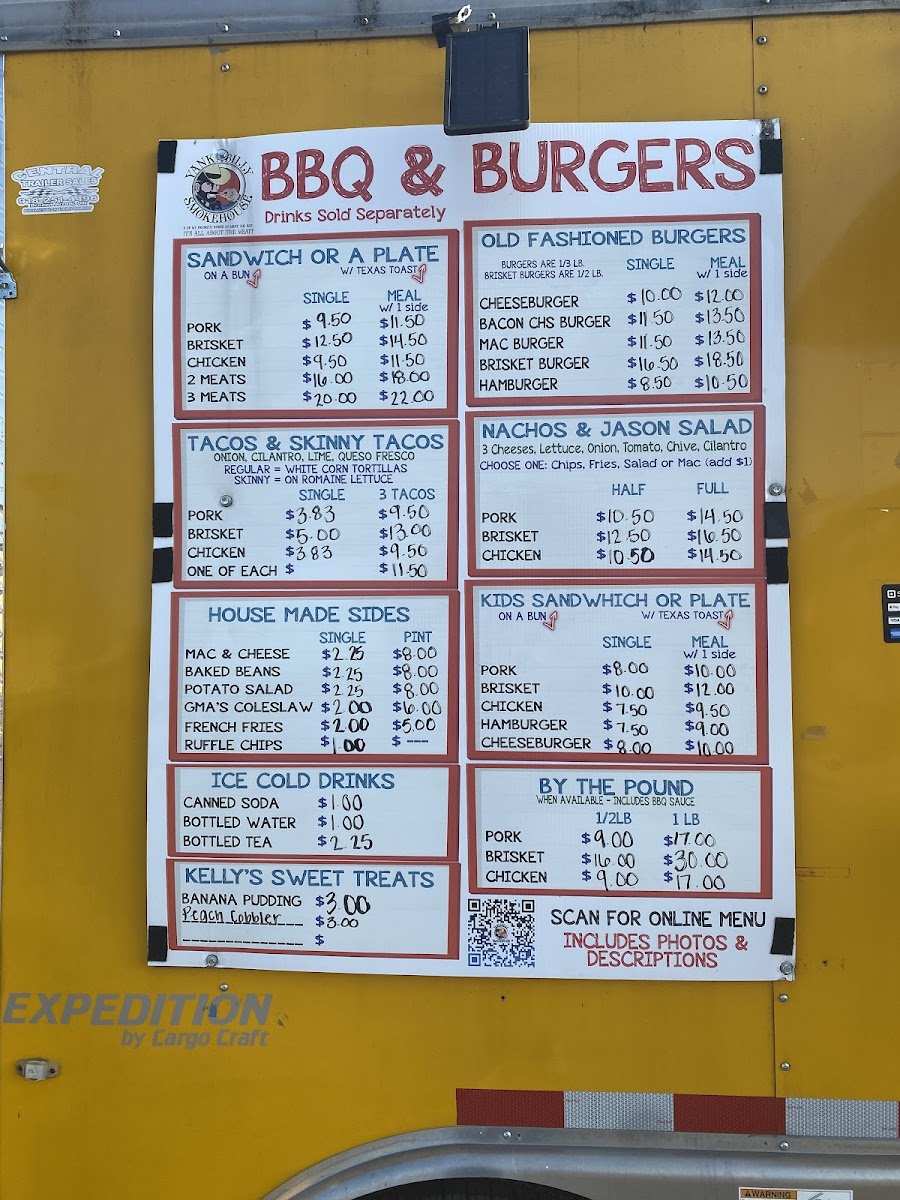 CENTRAL
TRAILER SALES
918-251-4496
YANKABILLY
SMOKEHOUSE
IT'S ALL ABOUT THE MEAT!
BBQ & BURGERS
Drinks Sold Separately
SANDWICH OR A PLATE
ON A BUN W/ TEXAS TOAST
SINGLE MEAL
w/ 1 side
PORK $9.50 $11.50
BRISKET $12.50 $14.50
CHICKEN $9.50 $11.50
2 MEATS $16.00 $18.00
3 MEATS $20.00 $22.00
TACOS & SKINNY TACOS
ONION, CILANTRO, LIME, QUESO FRESCO
REGULAR = WHITE CORN TORTILLAS
SKINNY = ON ROMAINE LETTUCE
SINGLE 3 TACOS
PORK $3.83 $9.50
BRISKET $5.00 $13.00
CHICKEN $3.83 $9.50
ONE OF EACH $ $11.50
HOUSE MADE SIDES
SINGLE PINT
MAC & CHEESE $2.25 $8.00
BAKED BEANS $2.25 $8.00
POTATO SALAD $2.25 $8.00
GMA'S COLESLAW $2.00 $6.00
FRENCH FRIES $2.00 $5.00
RUFFLE CHIPS $1.00 $ ---
ICE COLD DRINKS
CANNED SODA $1.00
BOTTLED WATER $1.00
BOTTLED TEA $2.25
KELLY'S SWEET TREATS
BANANA PUDDING $3.00
Peach Cobbler $3.00
$
OLD FASHIONED BURGERS
BURGERS ARE 1/3 LB.
BRISKET BURGERS ARE 1/2 LB.
SINGLE MEAL
w/ 1 side
CHEESEBURGER $10.00 $12.00
BACON CHS BURGER $11.50 $13.50
MAC BURGER $11.50 $13.50
BRISKET BURGER $16.50 $18.50
HAMBURGER $8.50 $10.50
NACHOS & JASON SALAD
3 Cheeses, Lettuce, Onion, Tomato, Chive, Cilantro
CHOOSE ONE: Chips, Fries, Salad or Mac (add $1)
HALF FULL
PORK $10.50 $14.50
BRISKET $12.50 $16.50
CHICKEN $10.50 $14.50
KIDS SANDWHICH OR PLATE
ON A BUN W/ TEXAS TOAST
SINGLE MEAL
w/ 1 side
PORK $8.00 $10.00
BRISKET $10.00 $12.00
CHICKEN $7.50 $9.50
HAMBURGER $7.50 $9.00
CHEESEBURGER $8.00 $10.00
BY THE POUND
WHEN AVAILABLE - INCLUDES BBQ SAUCE
1/2LB 1 LB
PORK $9.00 $17.00
BRISKET $16.00 $30.00
CHICKEN $9.00 $17.00
SCAN FOR ONLINE MENU
INCLUDES PHOTOS &
DESCRIPTIONS
EXPEDITION
by Cargo Craft
WARNING